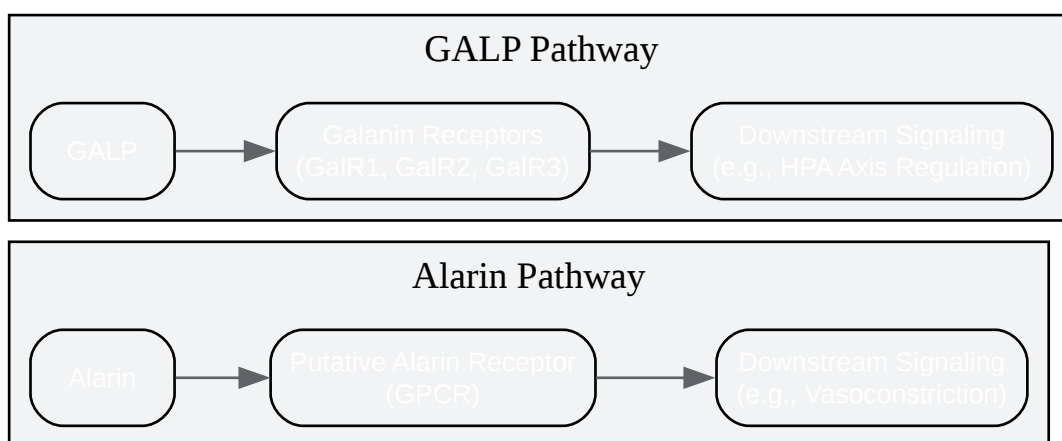 GALP Pathway
GALP
Galanin Receptors
(GalR1, GalR2, GalR3)
Downstream Signaling
(e.g., HPA Axis Regulation)
Alarin Pathway
Alarin
Putative Alarin Receptor
(GPCR)
Downstream Signaling
(e.g., Vasoconstriction)